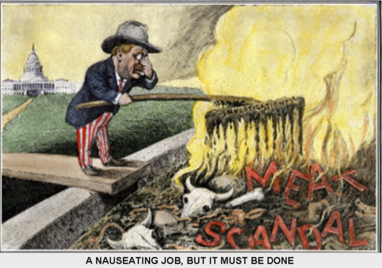 MEAT
SCANDAL
A NAUSEATING JOB, BUT IT MUST BE DONE